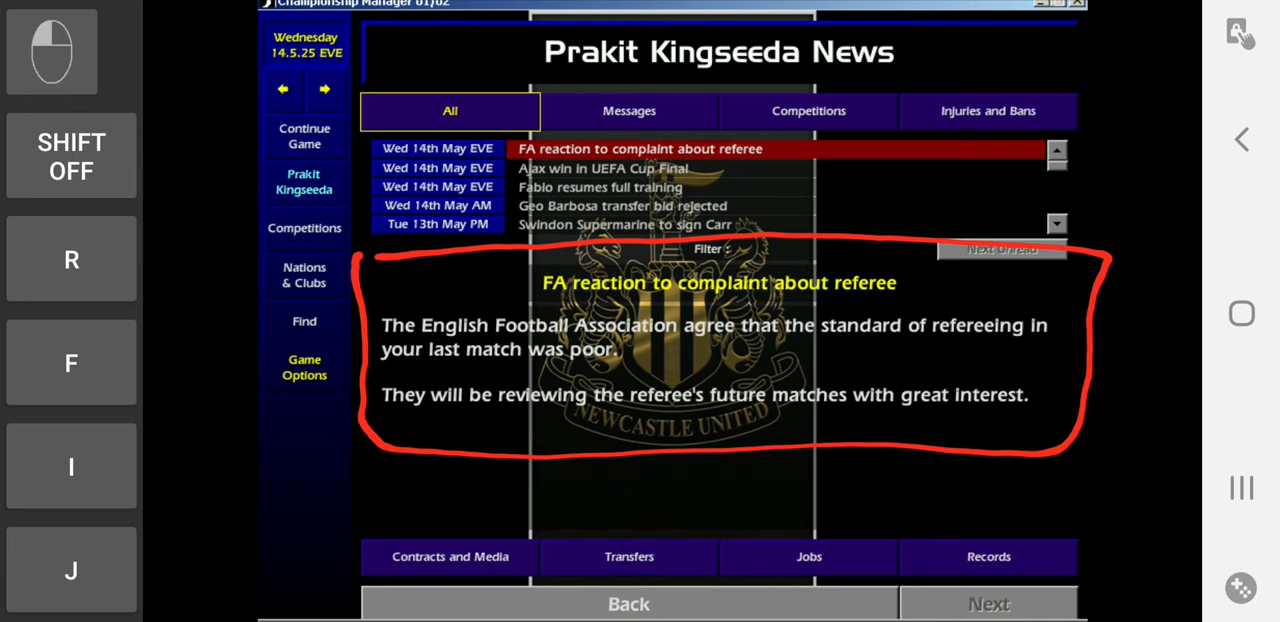 Championship Manager 01/02
Wednesday
14.5.25 EVE
Prakit Kingseeda News
All
Messages
Competitions
Injuries and Bans
SHIFT
OFF
Continue
Game
Wed 14th May EVE FA reaction to complaint about referee
Wed 14th May EVE Ajax win in UEFA Cup Final
Prakit
Kingseeda
Wed 14th May EVE Fabio resumes full training
Wed 14th May AM Geo Barbosa transfer bid rejected
Competitions
Tue 13th May PM Swindon Supermarine to sign Carr
Filter :
Next Unread
R
Nations
& Clubs
FA reaction to complaint about referee
Find
The English Football Association agree that the standard of refereeing in
your last match was poor.
F
Game
Options
They will be reviewing the referee's future matches with great interest.
NEWCASTLE UNITED
I
Contracts and Media
Transfers
Jobs
Records
J
Back
Next